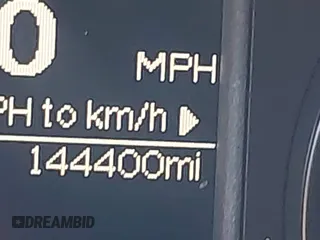 0 MPH
PH to km/h ▶
144400mi
DREAMBID